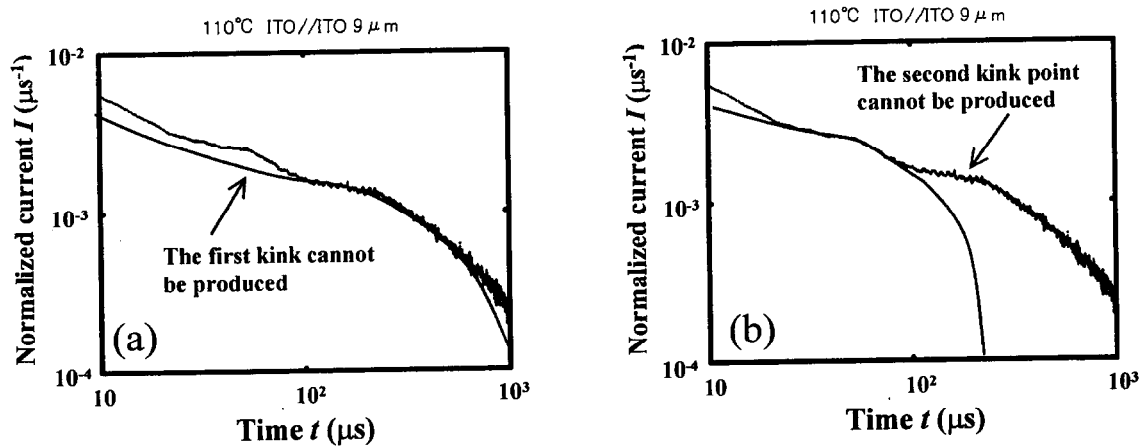 110℃ ITO//ITO 9 μm
10⁻²
10⁻³
10⁻⁴
Normalized current I (μs⁻¹)
The first kink cannot
be produced
(a)
10
10²
10³
Time t (μs)
110℃ ITO//ITO 9 μm
10⁻²
10⁻³
10⁻⁴
Normalized current I (μs⁻¹)
The second kink point
cannot be produced
(b)
10
10²
10³
Time t (μs)